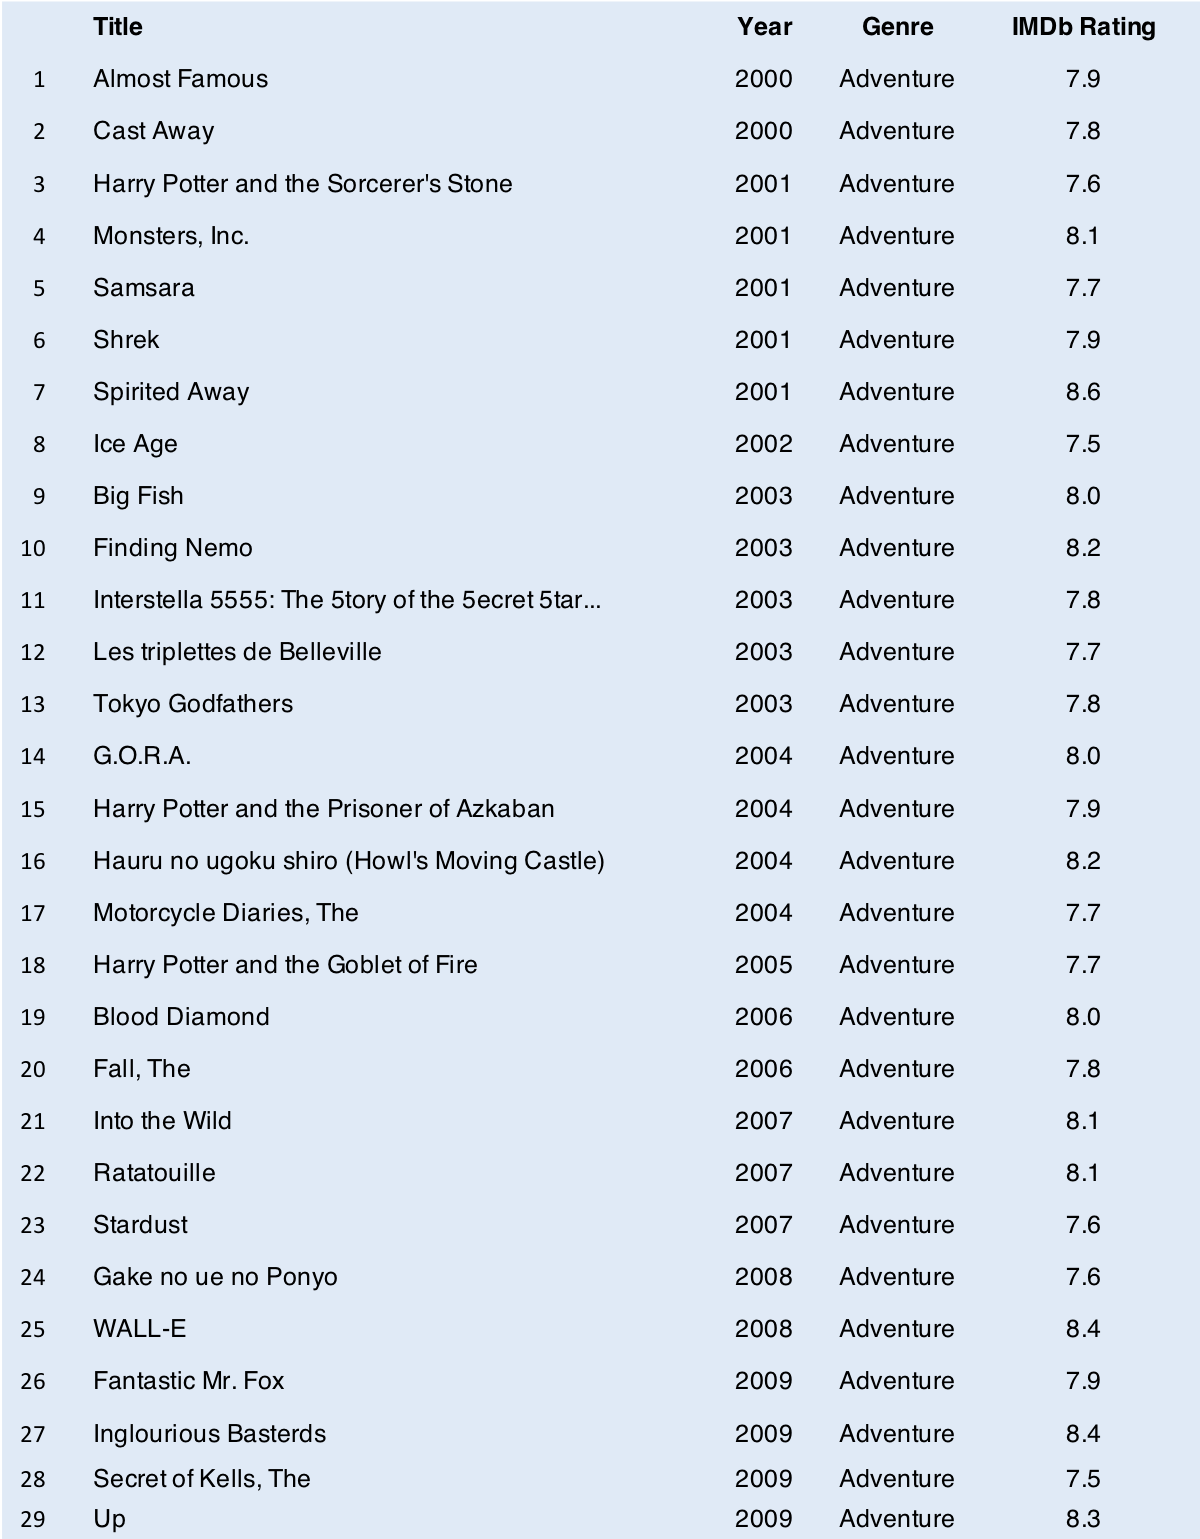 Title Year Genre IMDb Rating
1 Almost Famous 2000 Adventure 7.9
2 Cast Away 2000 Adventure 7.8
3 Harry Potter and the Sorcerer's Stone 2001 Adventure 7.6
4 Monsters, Inc. 2001 Adventure 8.1
5 Samsara 2001 Adventure 7.7
6 Shrek 2001 Adventure 7.9
7 Spirited Away 2001 Adventure 8.6
8 Ice Age 2002 Adventure 7.5
9 Big Fish 2003 Adventure 8.0
10 Finding Nemo 2003 Adventure 8.2
11 Interstella 5555: The 5tory of the 5ecret 5tar... 2003 Adventure 7.8
12 Les triplettes de Belleville 2003 Adventure 7.7
13 Tokyo Godfathers 2003 Adventure 7.8
14 G.O.R.A. 2004 Adventure 8.0
15 Harry Potter and the Prisoner of Azkaban 2004 Adventure 7.9
16 Hauru no ugoku shiro (Howl's Moving Castle) 2004 Adventure 8.2
17 Motorcycle Diaries, The 2004 Adventure 7.7
18 Harry Potter and the Goblet of Fire 2005 Adventure 7.7
19 Blood Diamond 2006 Adventure 8.0
20 Fall, The 2006 Adventure 7.8
21 Into the Wild 2007 Adventure 8.1
22 Ratatouille 2007 Adventure 8.1
23 Stardust 2007 Adventure 7.6
24 Gake no ue no Ponyo 2008 Adventure 7.6
25 WALL-E 2008 Adventure 8.4
26 Fantastic Mr. Fox 2009 Adventure 7.9
27 Inglourious Basterds 2009 Adventure 8.4
28 Secret of Kells, The 2009 Adventure 7.5
29 Up 2009 Adventure 8.3